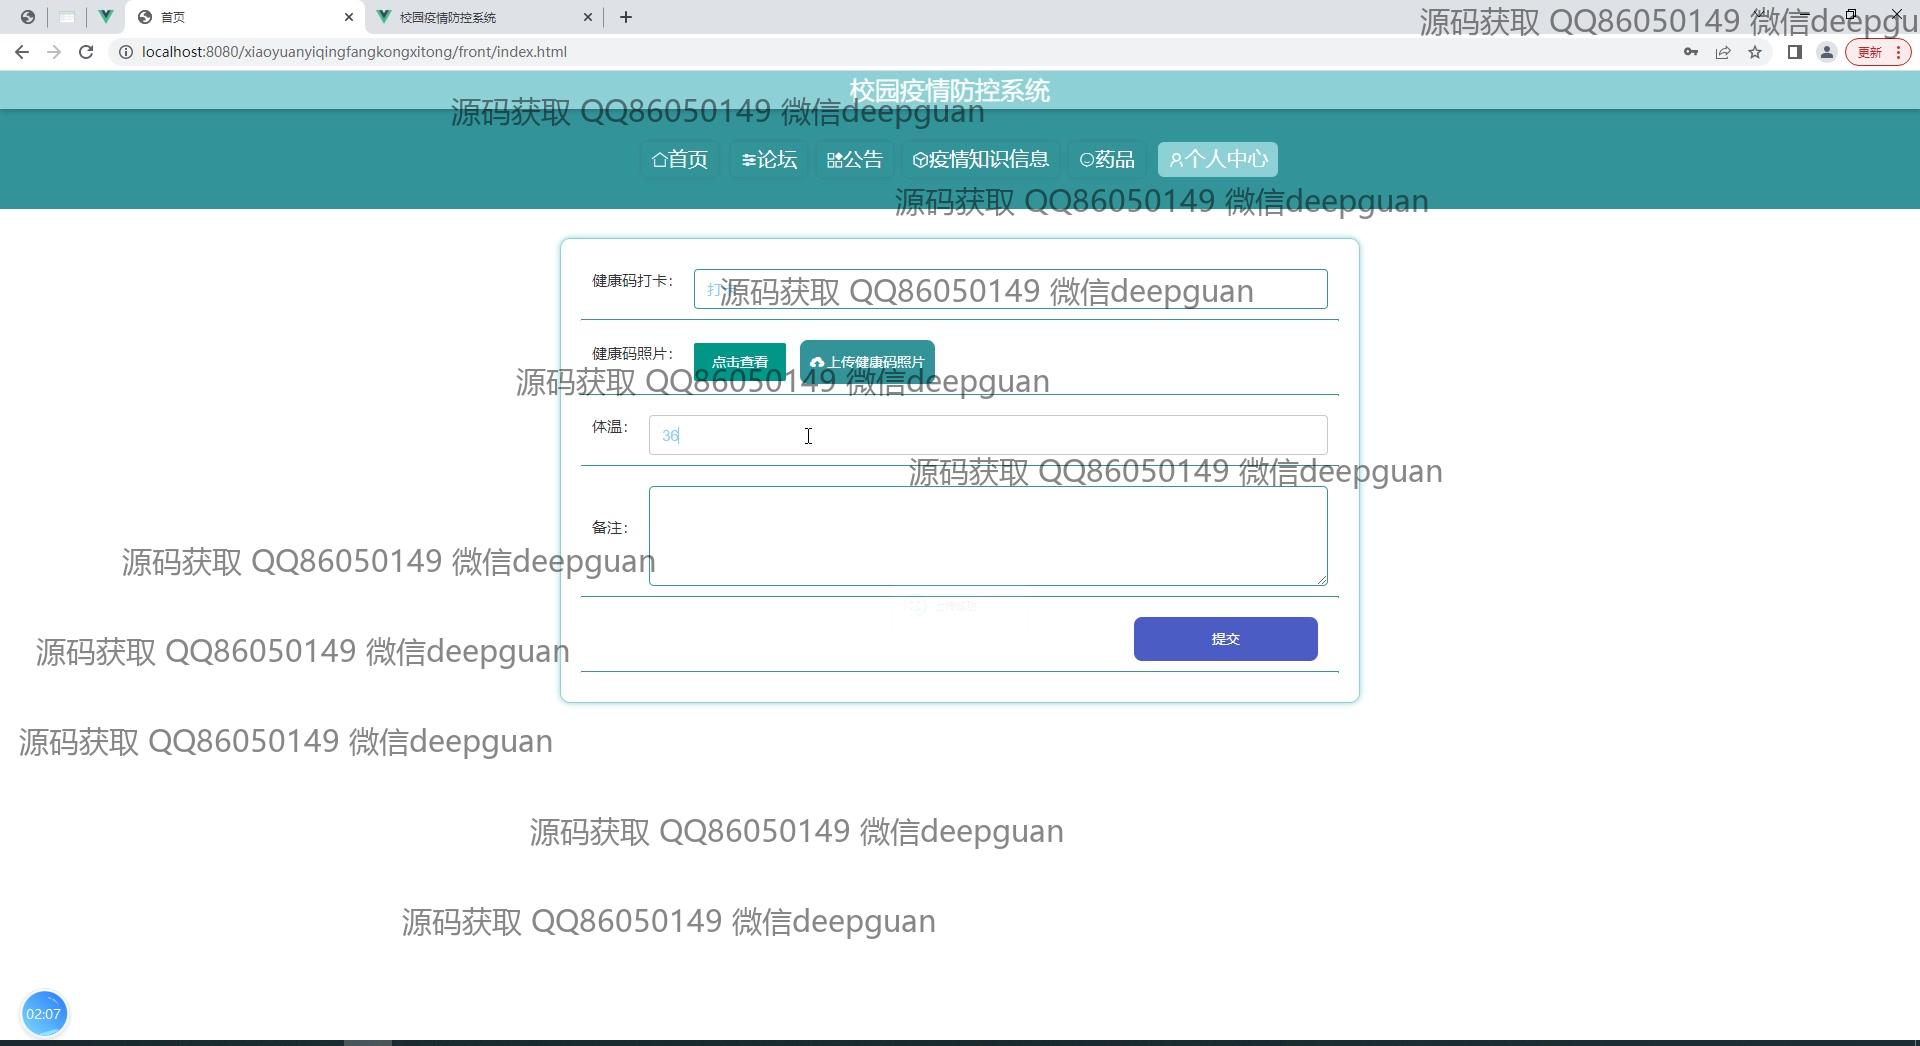 首页
校园疫情防控系统
源码获取 QQ86050149 微信deepgu
localhost:8080/xiaoyuanyiqingfangkongxitong/front/index.html
更新
校园疫情防控系统
源码获取 QQ86050149 微信deepguan
首页 论坛 公告 疫情知识信息 药品 个人中心
源码获取 QQ86050149 微信deepguan
健康码打卡：
打卡
源码获取 QQ86050149 微信deepguan
健康码照片：
点击查看
上传健康码照片
源码获取 QQ86050149 微信deepguan
体温：
36
源码获取 QQ86050149 微信deepguan
备注：
源码获取 QQ86050149 微信deepguan
提交
源码获取 QQ86050149 微信deepguan
源码获取 QQ86050149 微信deepguan
源码获取 QQ86050149 微信deepguan
源码获取 QQ86050149 微信deepguan
02:07